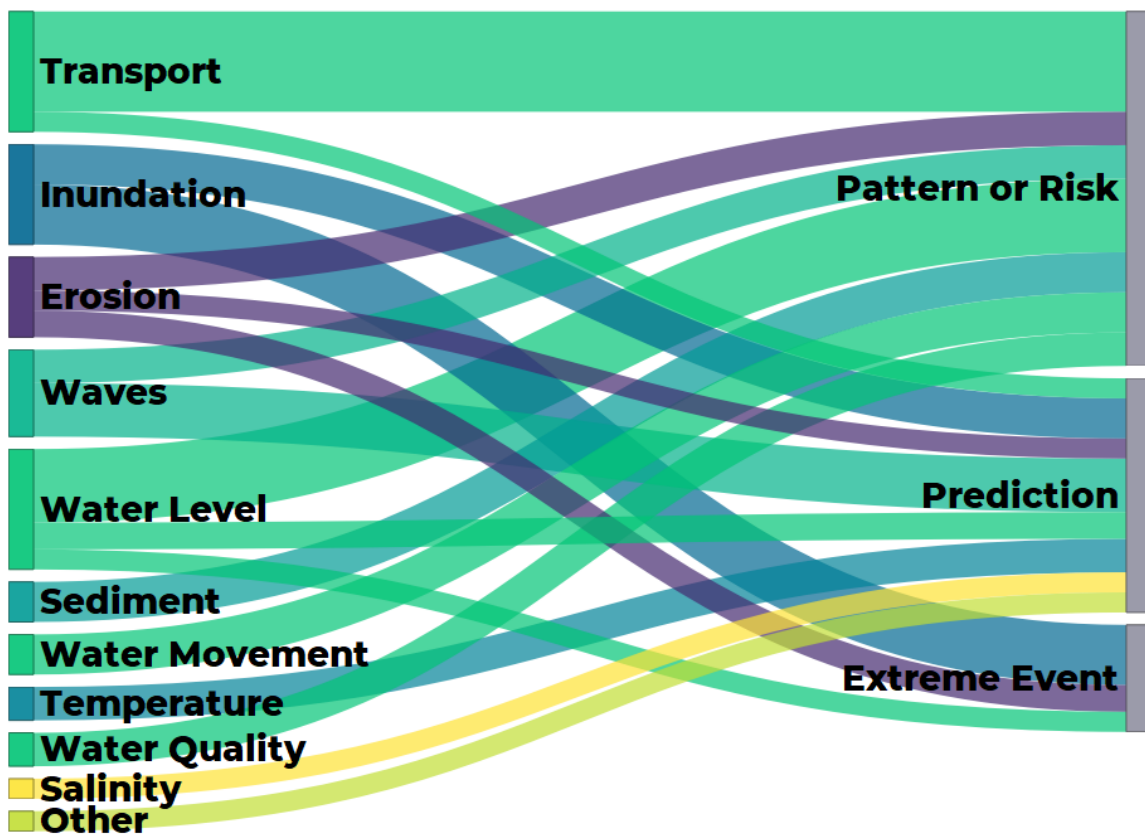 Transport
Inundation
Pattern or Risk
Erosion
Waves
Water Level
Prediction
Sediment
Water Movement
Extreme Event
Temperature
Water Quality
Salinity
Other